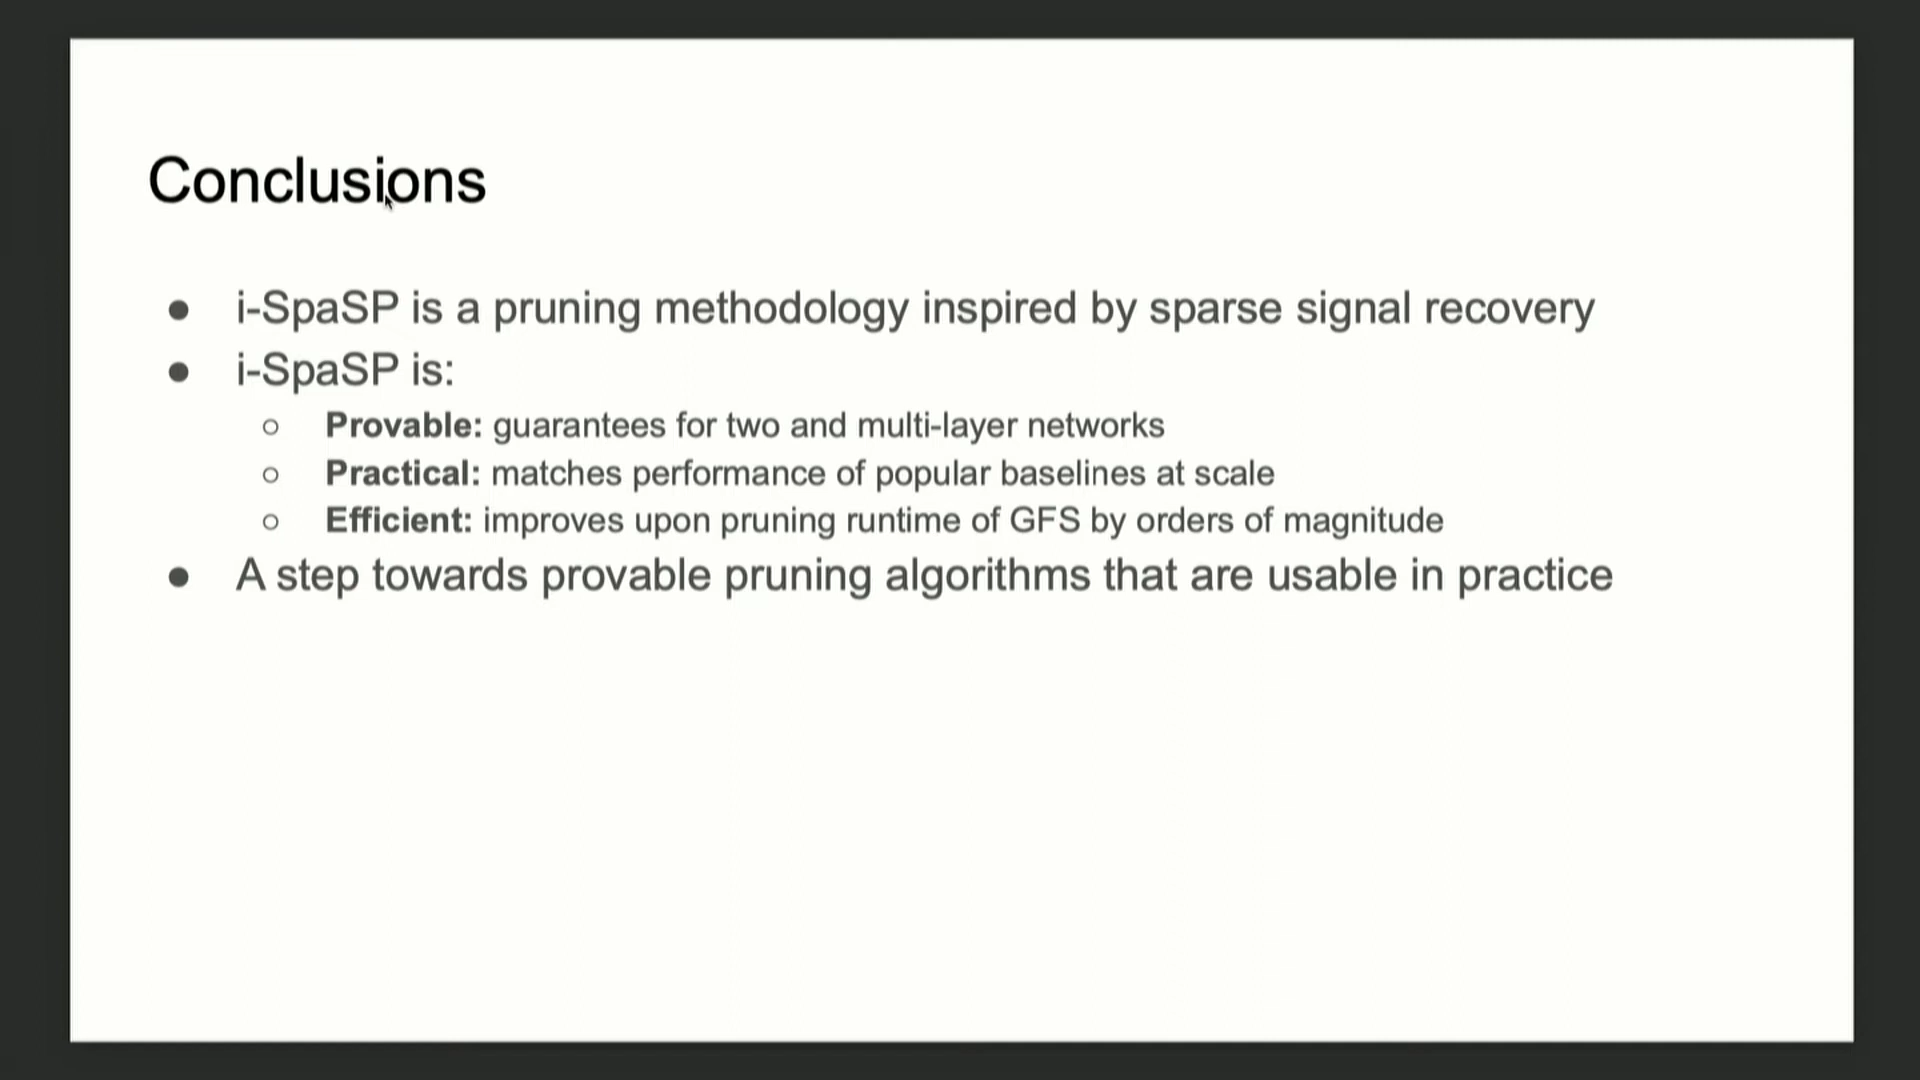 Conclusions
● i-SpaSP is a pruning methodology inspired by sparse signal recovery
● i-SpaSP is:
○ Provable: guarantees for two and multi-layer networks
○ Practical: matches performance of popular baselines at scale
○ Efficient: improves upon pruning runtime of GFS by orders of magnitude
● A step towards provable pruning algorithms that are usable in practice